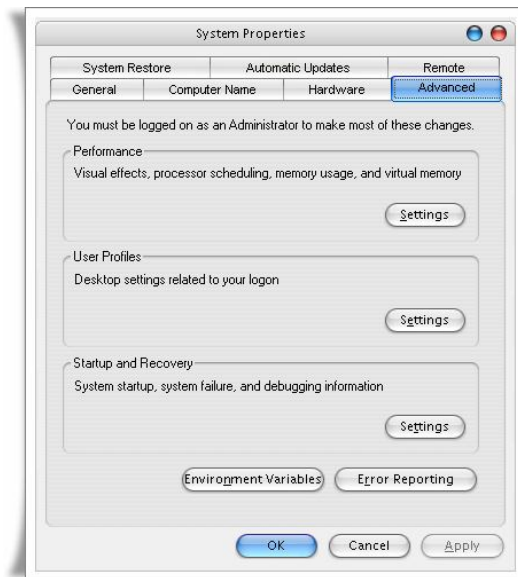 System Properties
System Restore Automatic Updates Remote
General Computer Name Hardware Advanced
You must be logged on as an Administrator to make most of these changes.
Performance
Visual effects, processor scheduling, memory usage, and virtual memory
Settings
User Profiles
Desktop settings related to your logon
Settings
Startup and Recovery
System startup, system failure, and debugging information
Settings
Environment Variables Error Reporting
OK Cancel Apply